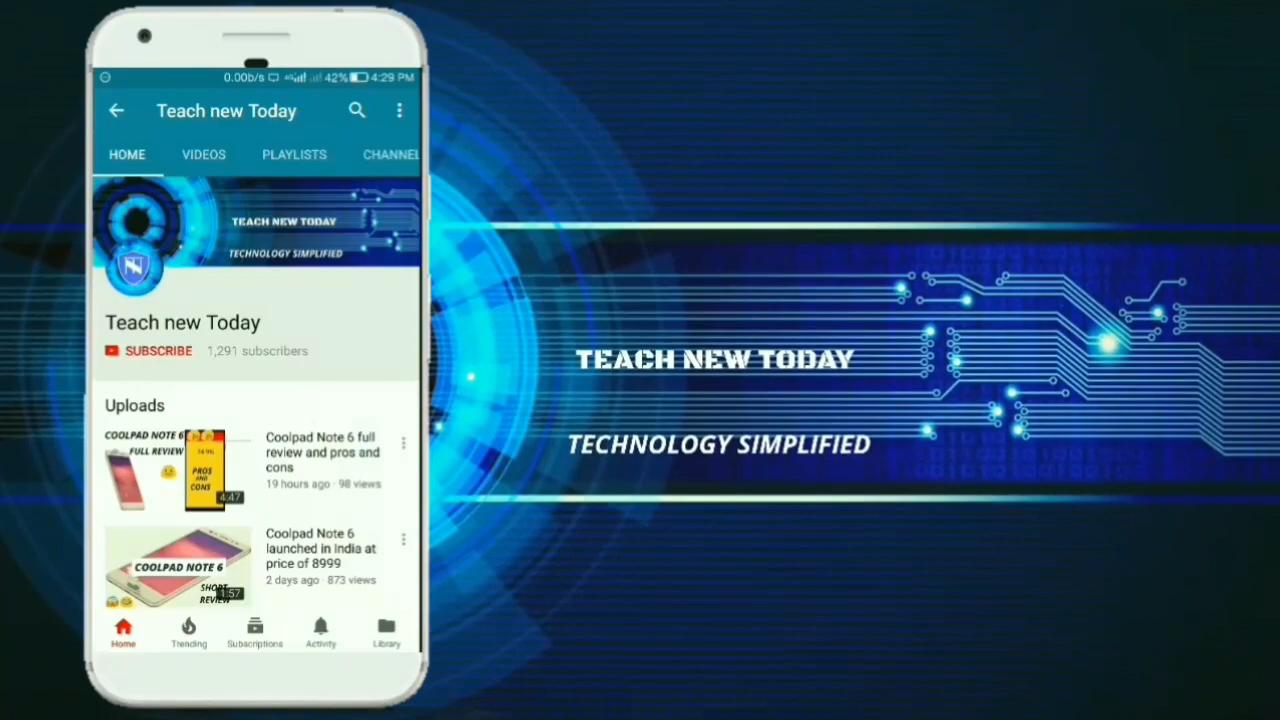 0.00b/s 4G 42% 4:29 PM
Teach new Today
HOME VIDEOS PLAYLISTS CHANNEL
TEACH NEW TODAY
TECHNOLOGY SIMPLIFIED
Teach new Today
SUBSCRIBE 1,291 subscribers
Uploads
COOLPAD NOTE 6
FULL REVIEW
14.9%
PROS
AND
CONS
4:47
Coolpad Note 6 full
review and pros and
cons
19 hours ago · 98 views
COOLPAD NOTE 6
SHORT
REVIEW
1:57
Coolpad Note 6
launched in India at
price of 8999
2 days ago · 873 views
Home Trending Subscriptions Activity Library
TEACH NEW TODAY
TECHNOLOGY SIMPLIFIED